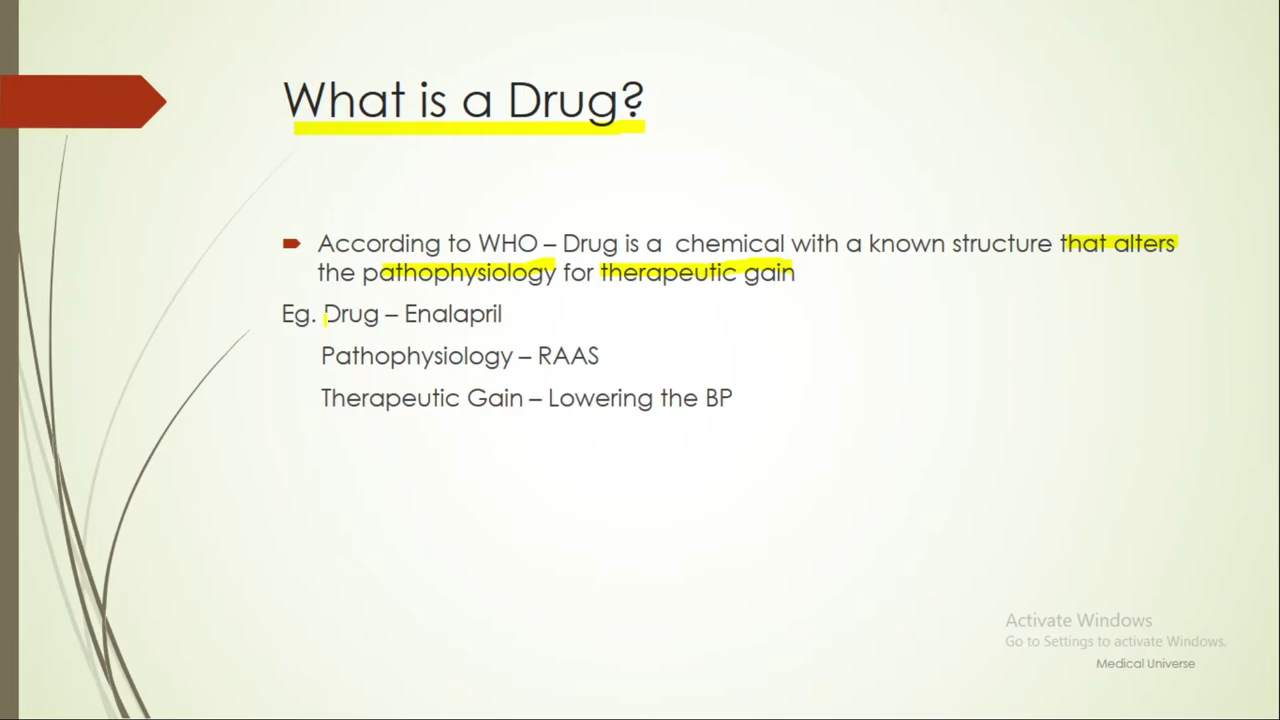 What is a Drug?
According to WHO – Drug is a chemical with a known structure that alters
the pathophysiology for therapeutic gain
Eg. Drug – Enalapril
Pathophysiology – RAAS
Therapeutic Gain – Lowering the BP
Activate Windows
Go to Settings to activate Windows.
Medical Universe